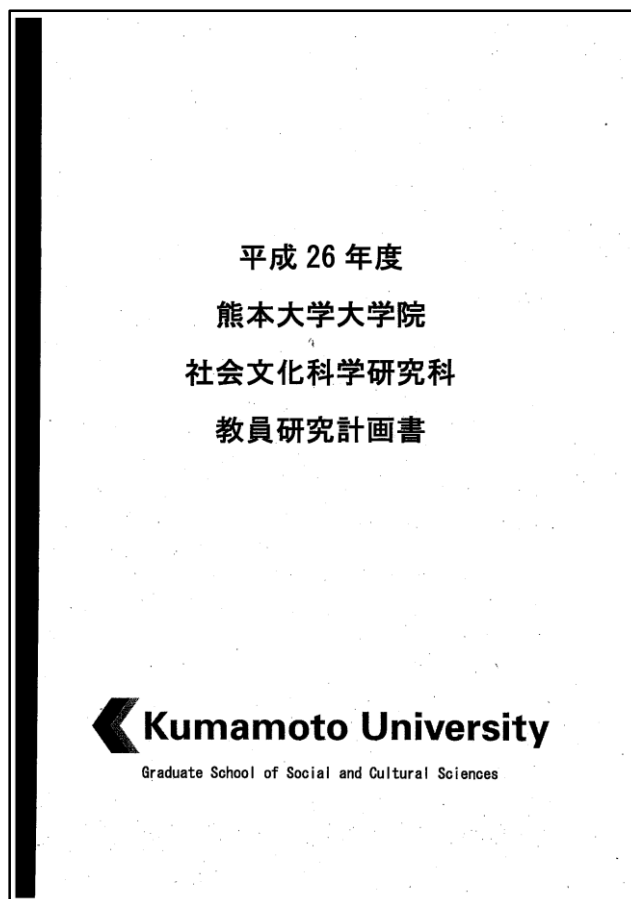 平成 26 年度
熊本大学大学院
社会文化科学研究科
教員研究計画書
Kumamoto University
Graduate School of Social and Cultural Sciences